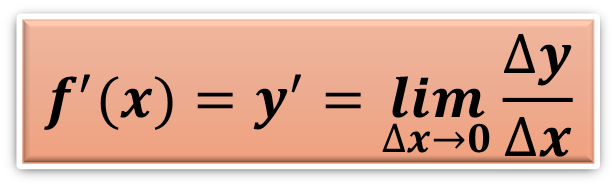 f′(x) = y′ = lim_{Δx→0} Δy/Δx